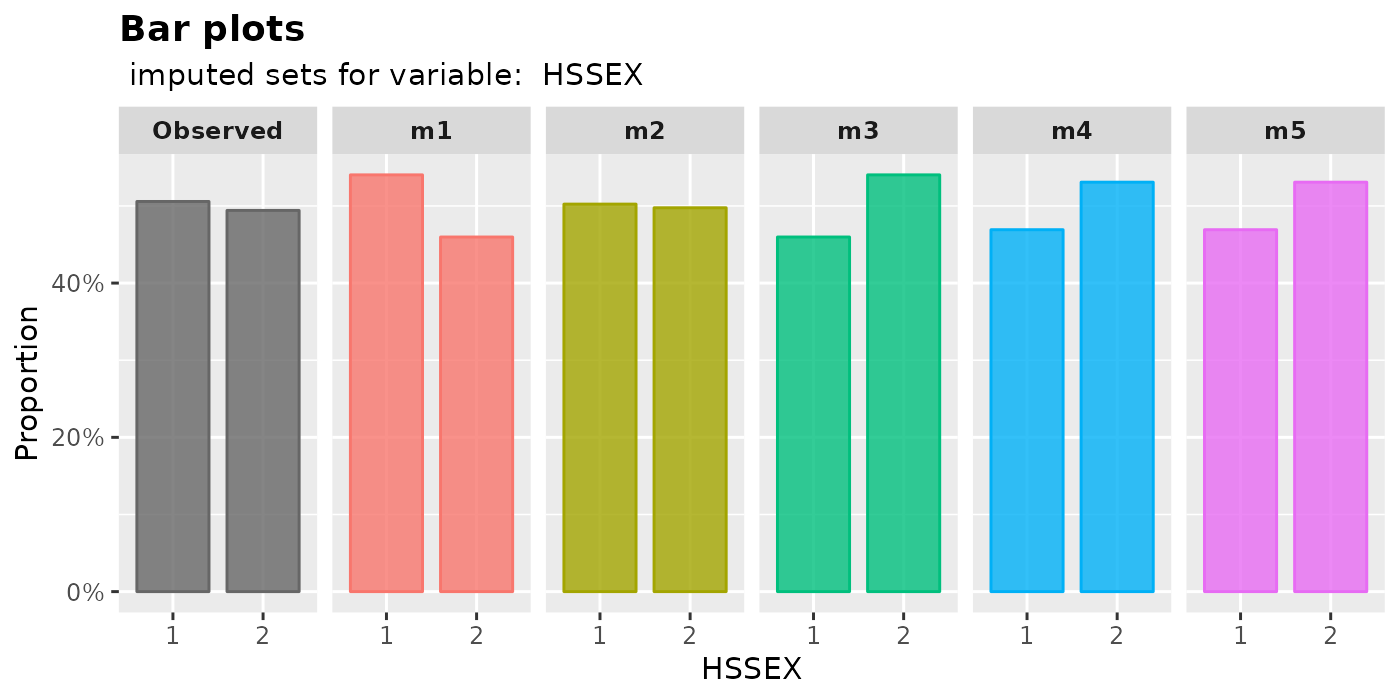 Bar plots
imputed sets for variable:  HSSEX
Observed m1 m2 m3 m4 m5
Proportion
40%
20%
0%
1 2 1 2 1 2 1 2 1 2 1 2
HSSEX